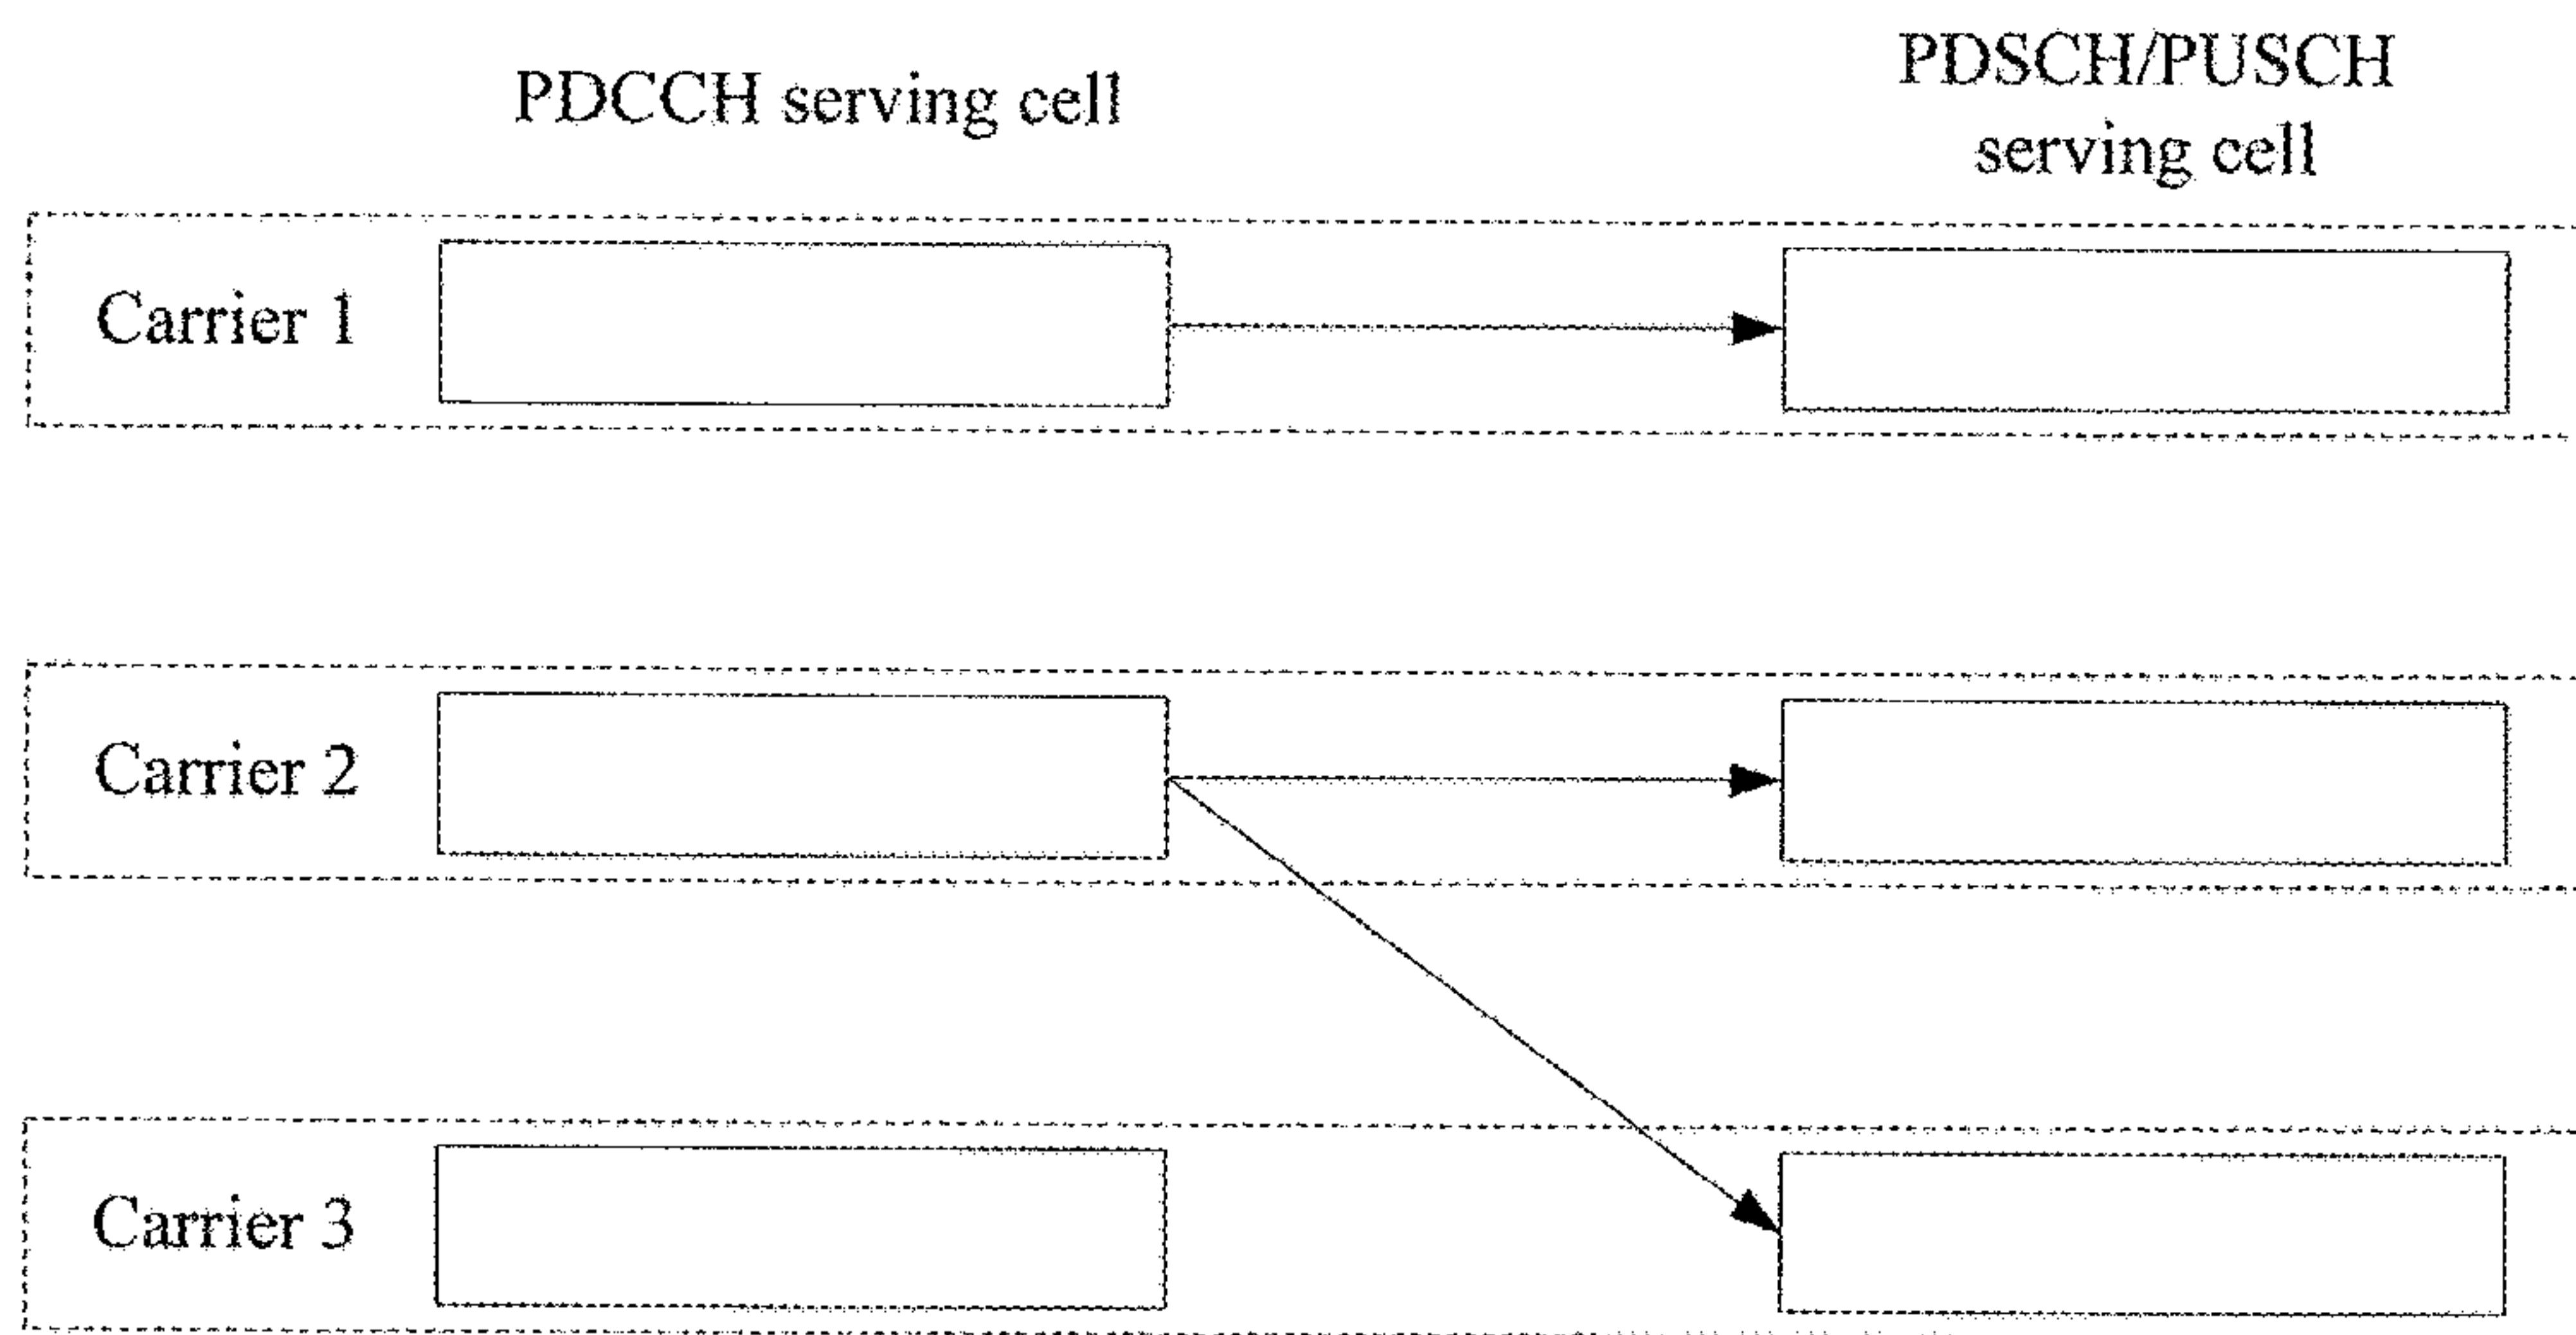 PDCCH serving cell
PDSCH/PUSCH
serving cell
Carrier 1
Carrier 2
Carrier 3